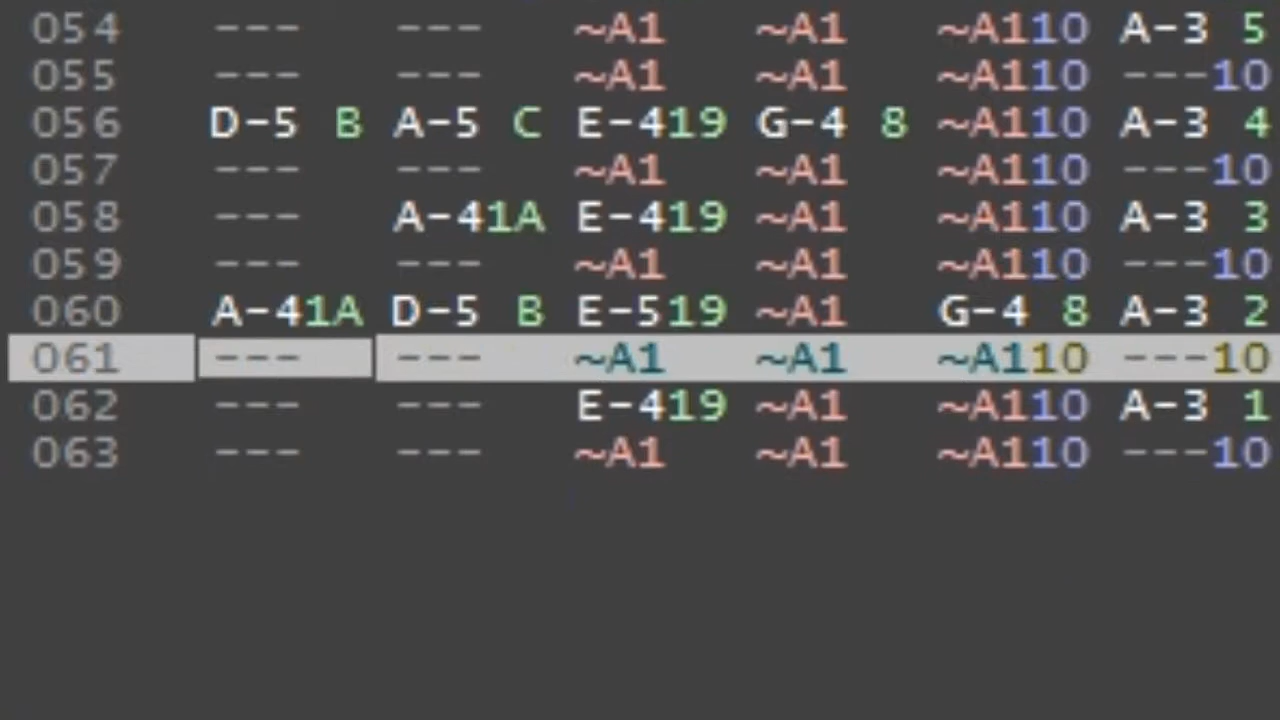 054 --- --- ~A1 ~A1 ~A110 A-3 5
055 --- --- ~A1 ~A1 ~A110 ---10
056 D-5 B A-5 C E-419 G-4 8 ~A110 A-3 4
057 --- --- ~A1 ~A1 ~A110 ---10
058 --- A-41A E-419 ~A1 ~A110 A-3 3
059 --- --- ~A1 ~A1 ~A110 ---10
060 A-41A D-5 B E-519 ~A1 G-4 8 A-3 2
061 --- --- ~A1 ~A1 ~A110 ---10
062 --- --- E-419 ~A1 ~A110 A-3 1
063 --- --- ~A1 ~A1 ~A110 ---10